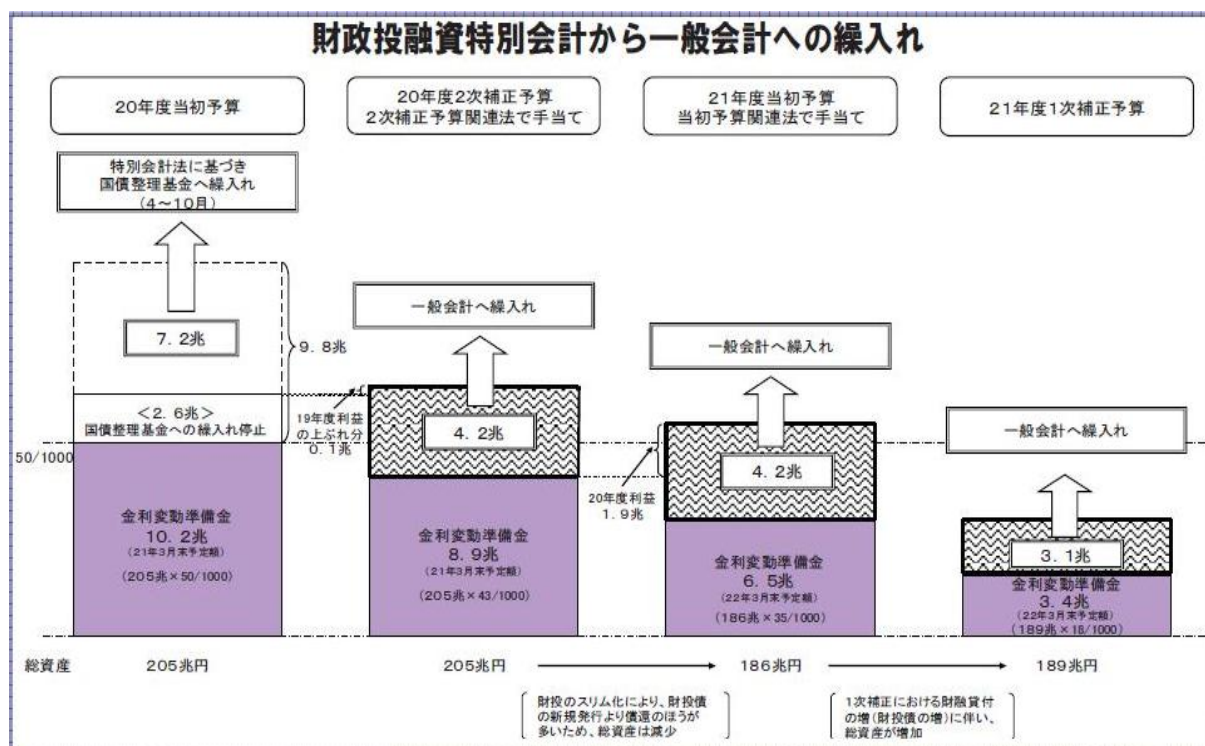 財政投融資特別会計から一般会計への繰入れ
20年度当初予算
20年度2次補正予算
2次補正予算関連法で手当て
21年度当初予算
当初予算関連法で手当て
21年度1次補正予算
特別会計法に基づき
国債整理基金へ繰入れ
(4～10月)
7.2兆
9.8兆
<2.6兆>
国債整理基金への繰入れ停止
50/1000
金利変動準備金
10.2兆
(21年3月末予定額)
(205兆×50/1000)
一般会計へ繰入れ
19年度利益
の上ぶれ分
0.1兆
4.2兆
金利変動準備金
8.9兆
(21年3月末予定額)
(205兆×43/1000)
一般会計へ繰入れ
20年度利益
1.9兆
4.2兆
金利変動準備金
6.5兆
(22年3月末予定額)
(186兆×35/1000)
一般会計へ繰入れ
3.1兆
金利変動準備金
3.4兆
(22年3月末予定額)
(189兆×18/1000)
総資産
205兆円
205兆円
186兆円
189兆円
財投のスリム化により、財投債
の新規発行より償還のほうが
多いため、総資産は減少
1次補正における財融貸付
の増(財投債の増)に伴い、
総資産が増加